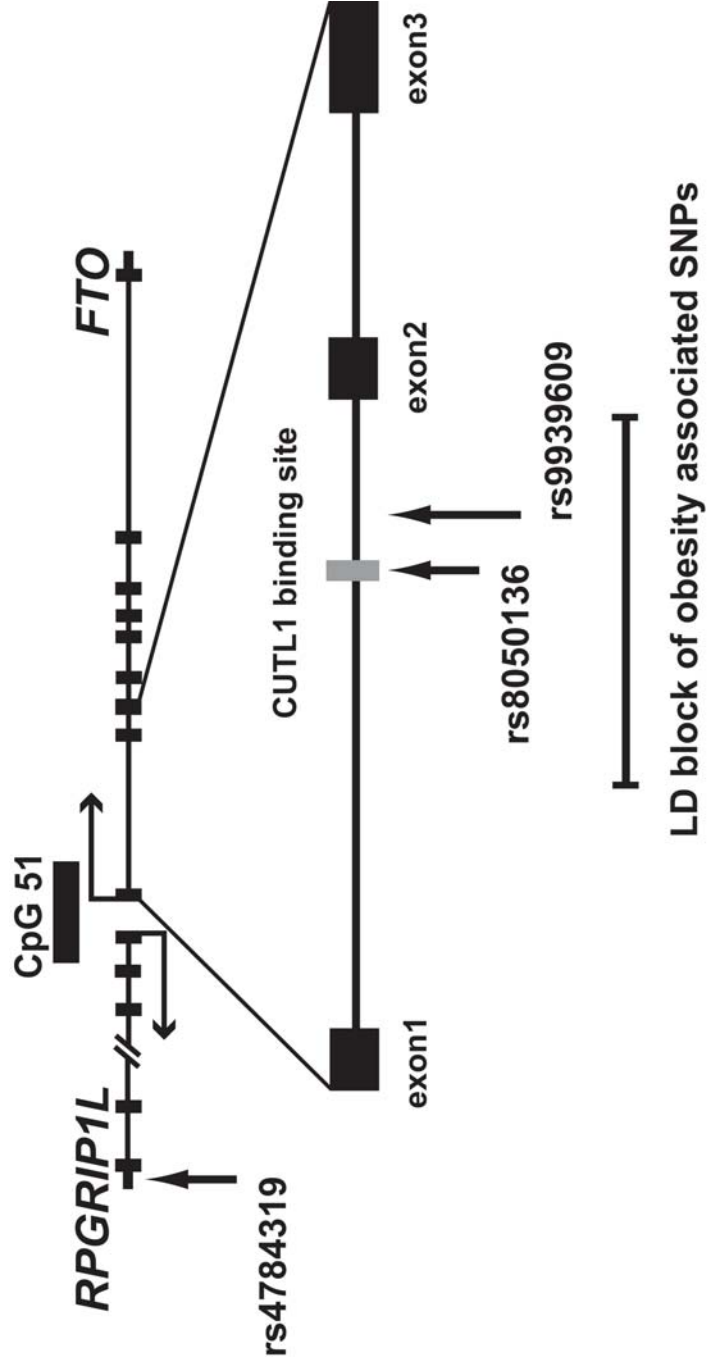 CpG 51
RPGRIP1L
FTO
rs4784319
CUTL1 binding site
exon1
exon2
exon3
rs8050136
rs9939609
LD block of obesity associated SNPs